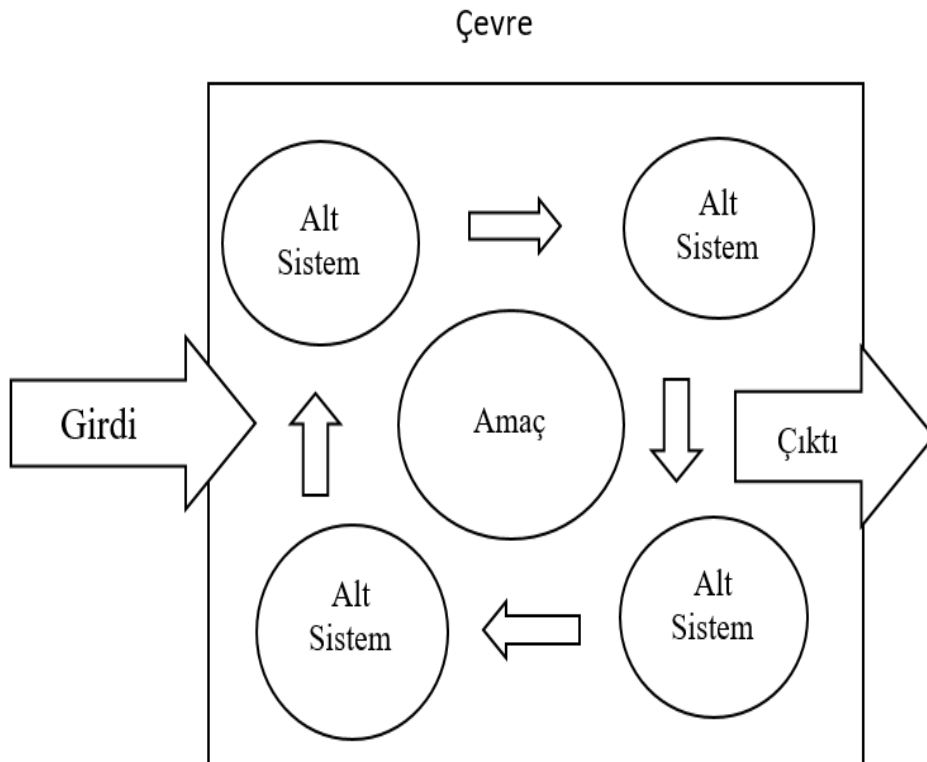 Çevre
Alt
Sistem
Alt
Sistem
Girdi
Amaç
Çıktı
Alt
Sistem
Alt
Sistem